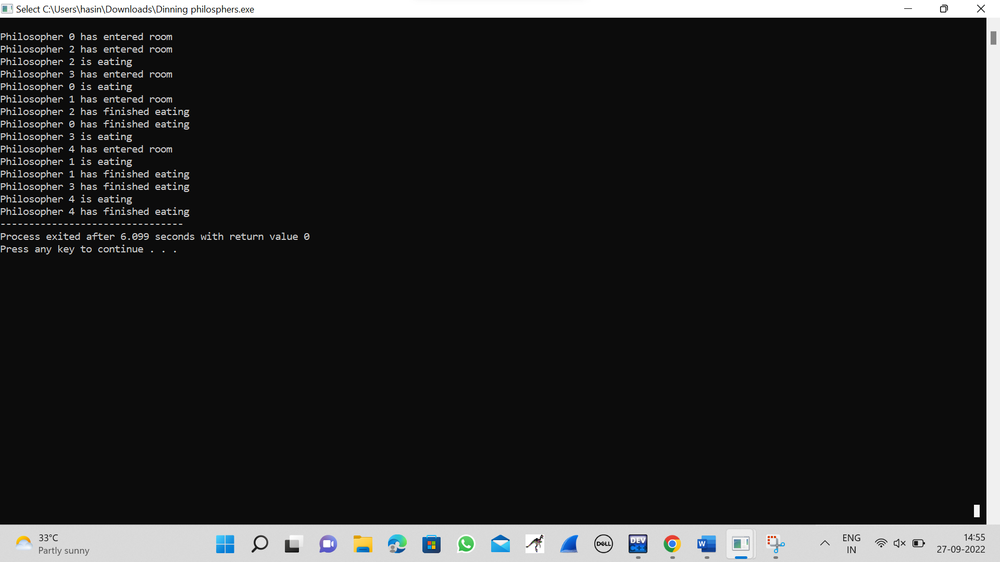 Select C:\Users\hasin\Downloads\Dinning philosphers.exe
Philosopher 0 has entered room
Philosopher 2 has entered room
Philosopher 2 is eating
Philosopher 3 has entered room
Philosopher 0 is eating
Philosopher 1 has entered room
Philosopher 2 has finished eating
Philosopher 0 has finished eating
Philosopher 3 is eating
Philosopher 4 has entered room
Philosopher 1 is eating
Philosopher 1 has finished eating
Philosopher 3 has finished eating
Philosopher 4 is eating
Philosopher 4 has finished eating
--------------------------------
Process exited after 6.099 seconds with return value 0
Press any key to continue . . .
33°C
Partly sunny
DELL
DEV
C++
W
ENG
IN
14:55
27-09-2022